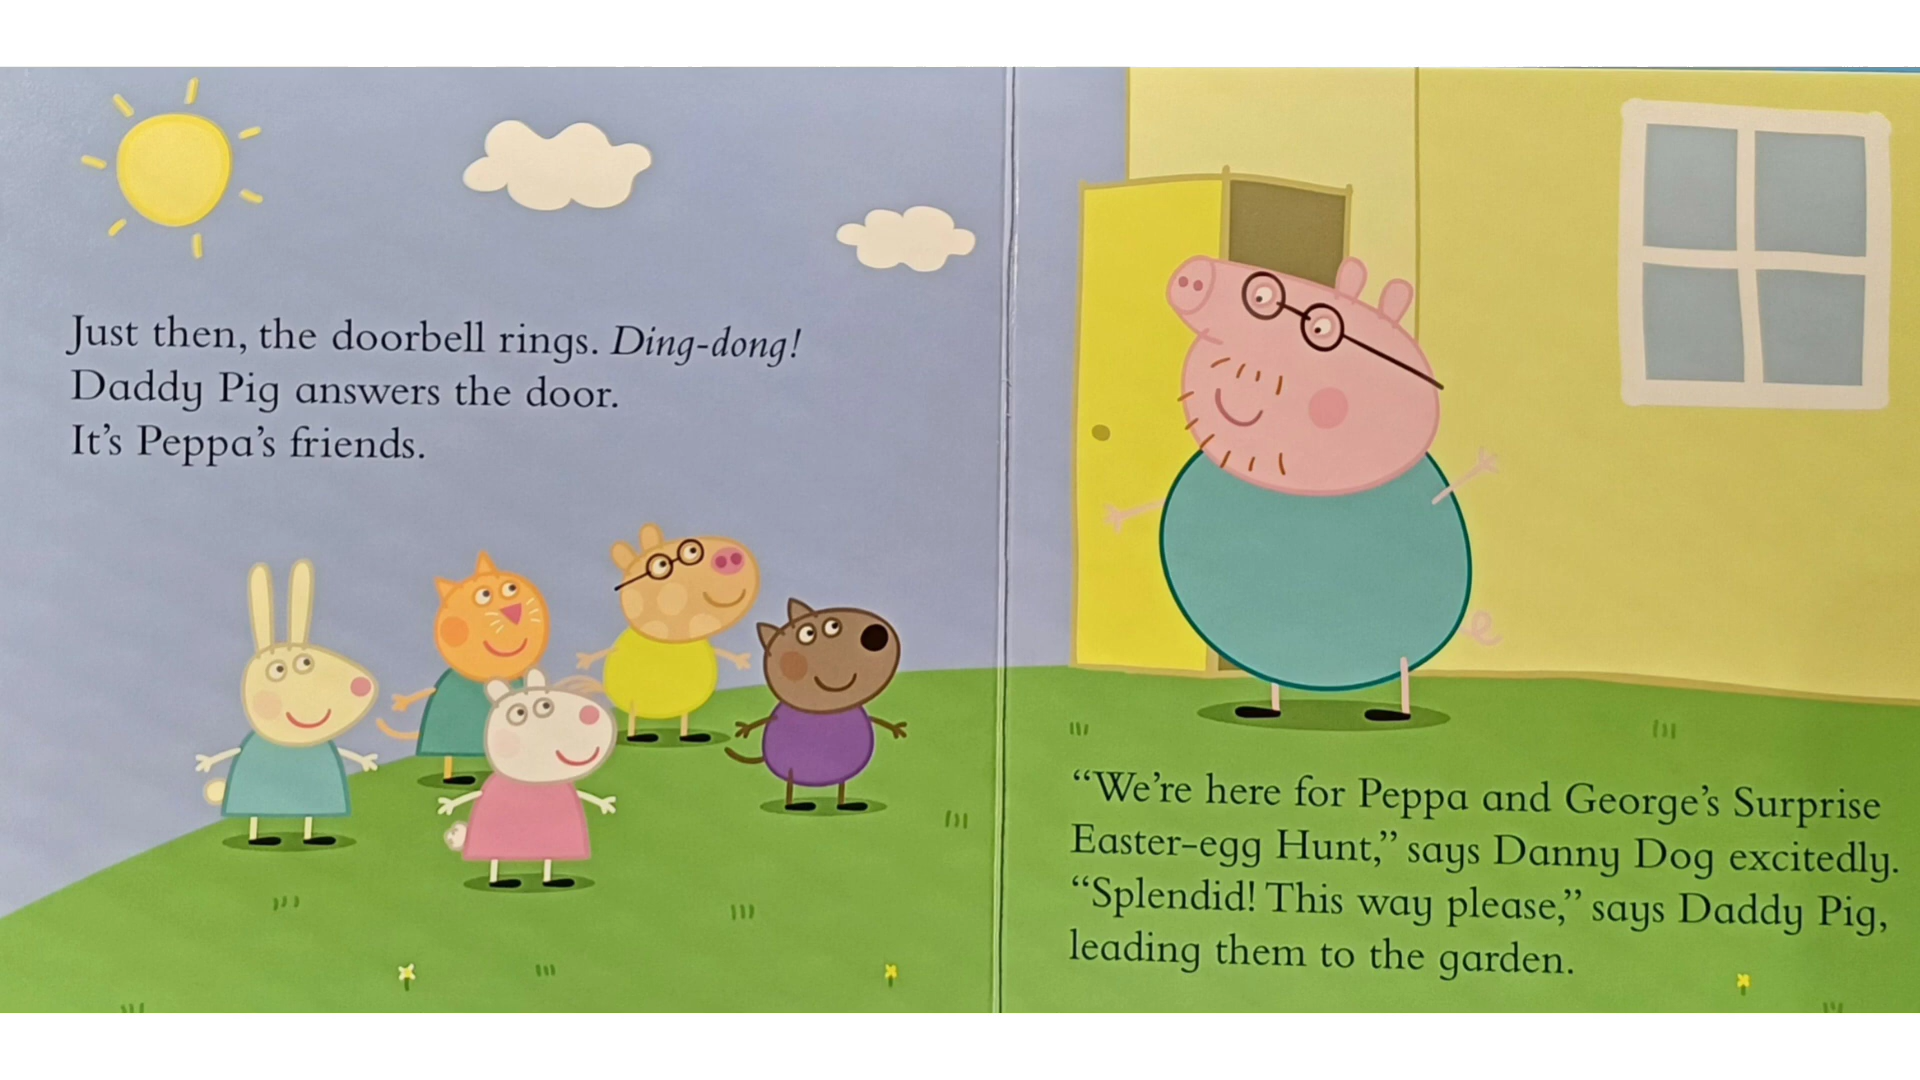 Just then, the doorbell rings. Ding-dong!
Daddy Pig answers the door.
It's Peppa's friends.
“We're here for Peppa and George's Surprise
Easter-egg Hunt,” says Danny Dog excitedly.
“Splendid! This way please,” says Daddy Pig,
leading them to the garden.